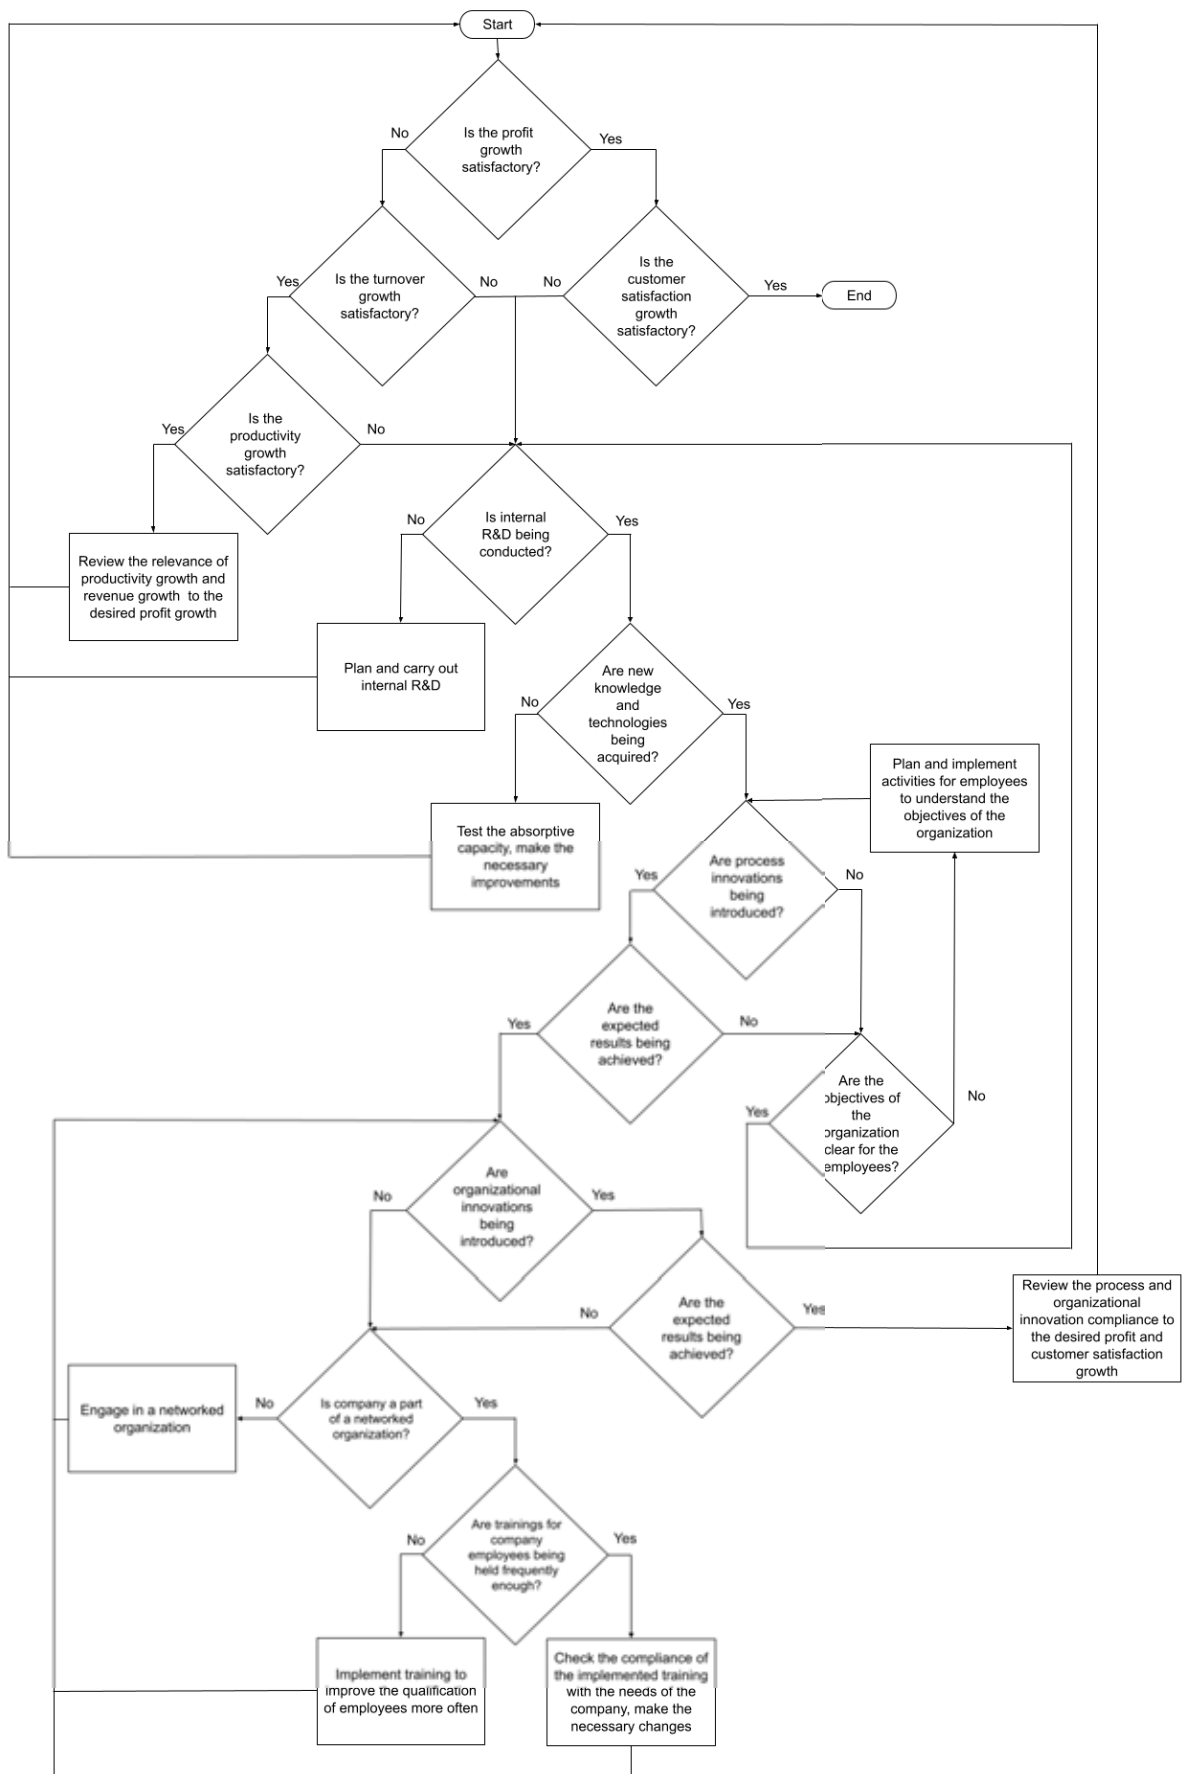 Start
Is the profit
growth
satisfactory?
No
Yes
Is the turnover
growth
satisfactory?
Yes
No
Is the
customer
satisfaction
growth
satisfactory?
No
Yes
End
Is the
productivity
growth
satisfactory?
Yes
No
Review the relevance of
productivity growth and
revenue growth to the
desired profit growth
Is internal
R&D being
conducted?
No
Yes
Plan and carry out
internal R&D
Are new
knowledge
and
technologies
being
acquired?
No
Yes
Test the absorptive
capacity, make the
necessary
improvements
Plan and implement
activities for employees
to understand the
objectives of the
organization
Are process
innovations
being
introduced?
Yes
No
Are the
expected
results being
achieved?
Yes
No
Are the
objectives of
the
organization
clear for the
employees?
Yes
No
Are
organizational
innovations
being
introduced?
No
Yes
Are the
expected
results being
achieved?
No
Yes
Review the process and
organizational
innovation compliance to
the desired profit and
customer satisfaction
growth
Is company a part
of a networked
organization?
No
Yes
Engage in a networked
organization
Are trainings for
company
employees being
held frequently
enough?
No
Yes
Implement training to
improve the qualification
of employees more often
Check the compliance of
the implemented training
with the needs of the
company, make the
necessary changes